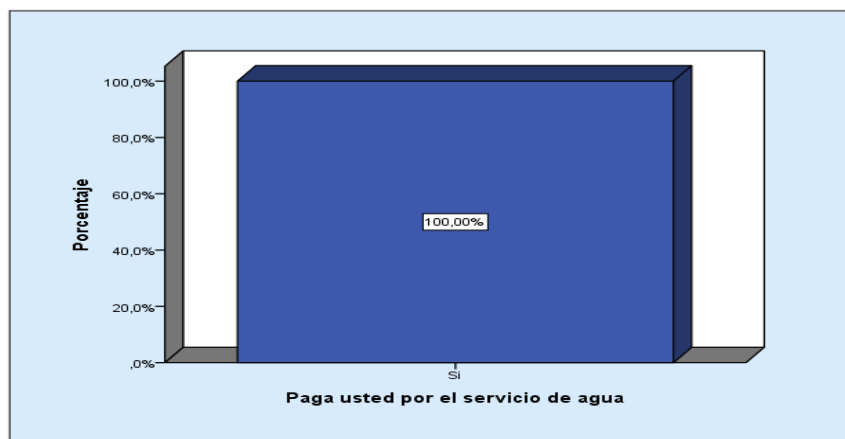 Porcentaje
100,0%
80,0%
60,0%
40,0%
20,0%
,0%
100,00%
Si
Paga usted por el servicio de agua